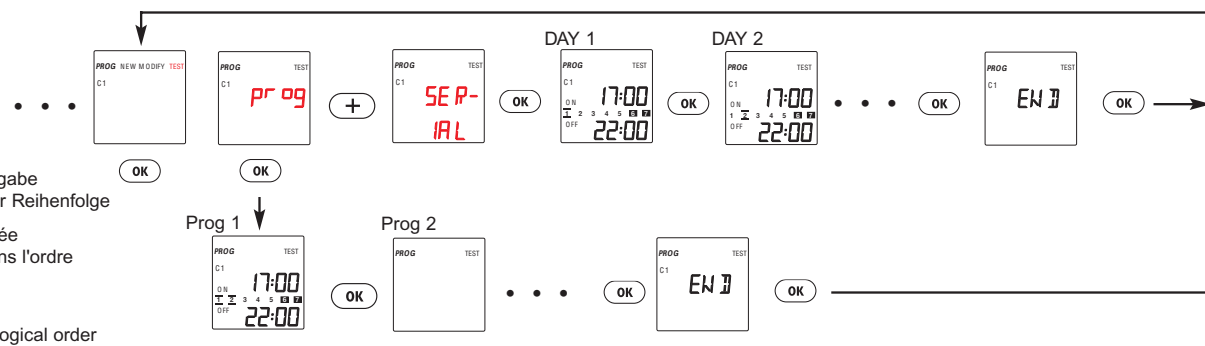 DAY 1
DAY 2
PROG NEW MODIFY TEST
C1
PROG TEST
C1
Prog
+
PROG TEST
C1
SER-
IAL
OK
PROG TEST
C1
ON 17:00
1 2 3 4 5 6 7
OFF 22:00
OK
PROG TEST
C1
ON 17:00
1 2 3 4 5 6 7
OFF 22:00
• • •
OK
PROG TEST
C1
END
OK
• • •
OK
OK
gabe
r Reihenfolge
ée
ns l'ordre
ogical order
Prog 1
Prog 2
PROG TEST
C1
ON 17:00
1 2 3 4 5 6 7
OFF 22:00
OK
PROG TEST
• • •
OK
PROG TEST
C1
END
OK